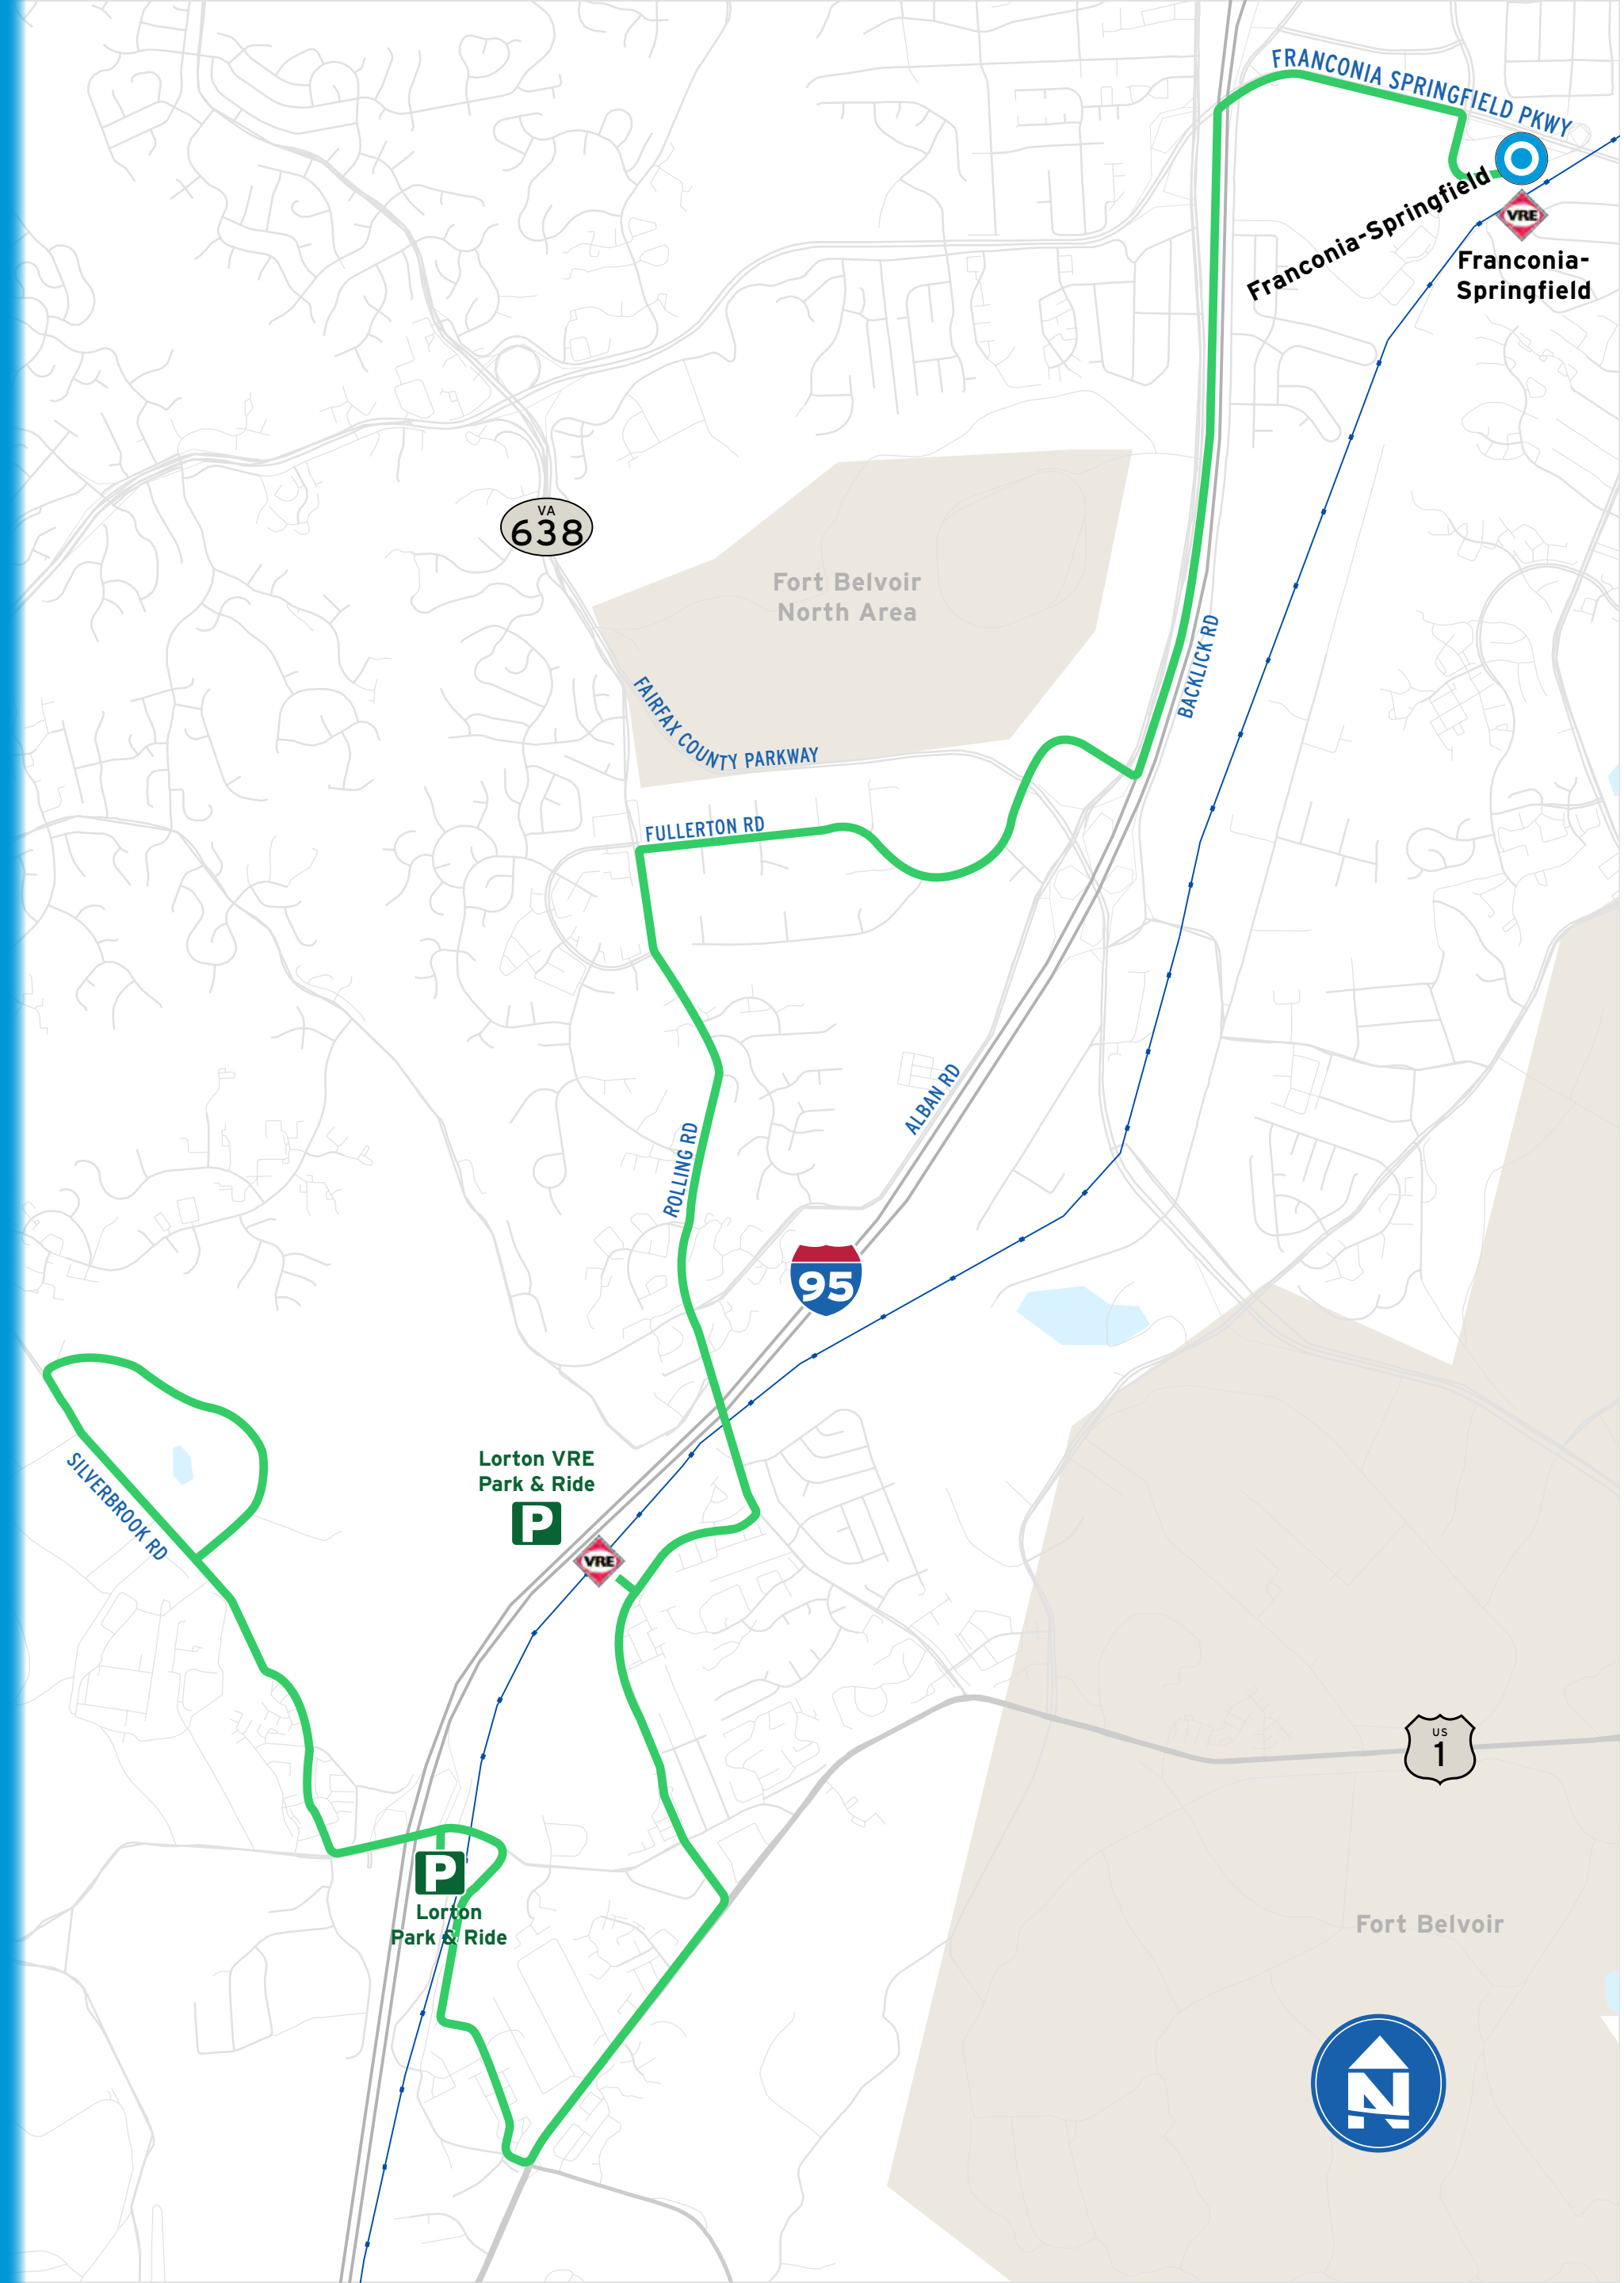 FRANCONIA SPRINGFIELD PKWY
Franconia-Springfield
VRE
Franconia-
Springfield
VA
638
Fort Belvoir
North Area
BACKLICK RD
FAIRFAX COUNTY PARKWAY
FULLERTON RD
ALBAN RD
ROLLING RD
95
SILVERBROOK RD
Lorton VRE
Park & Ride
P
VRE
US
1
P
Lorton
Park & Ride
Fort Belvoir
N